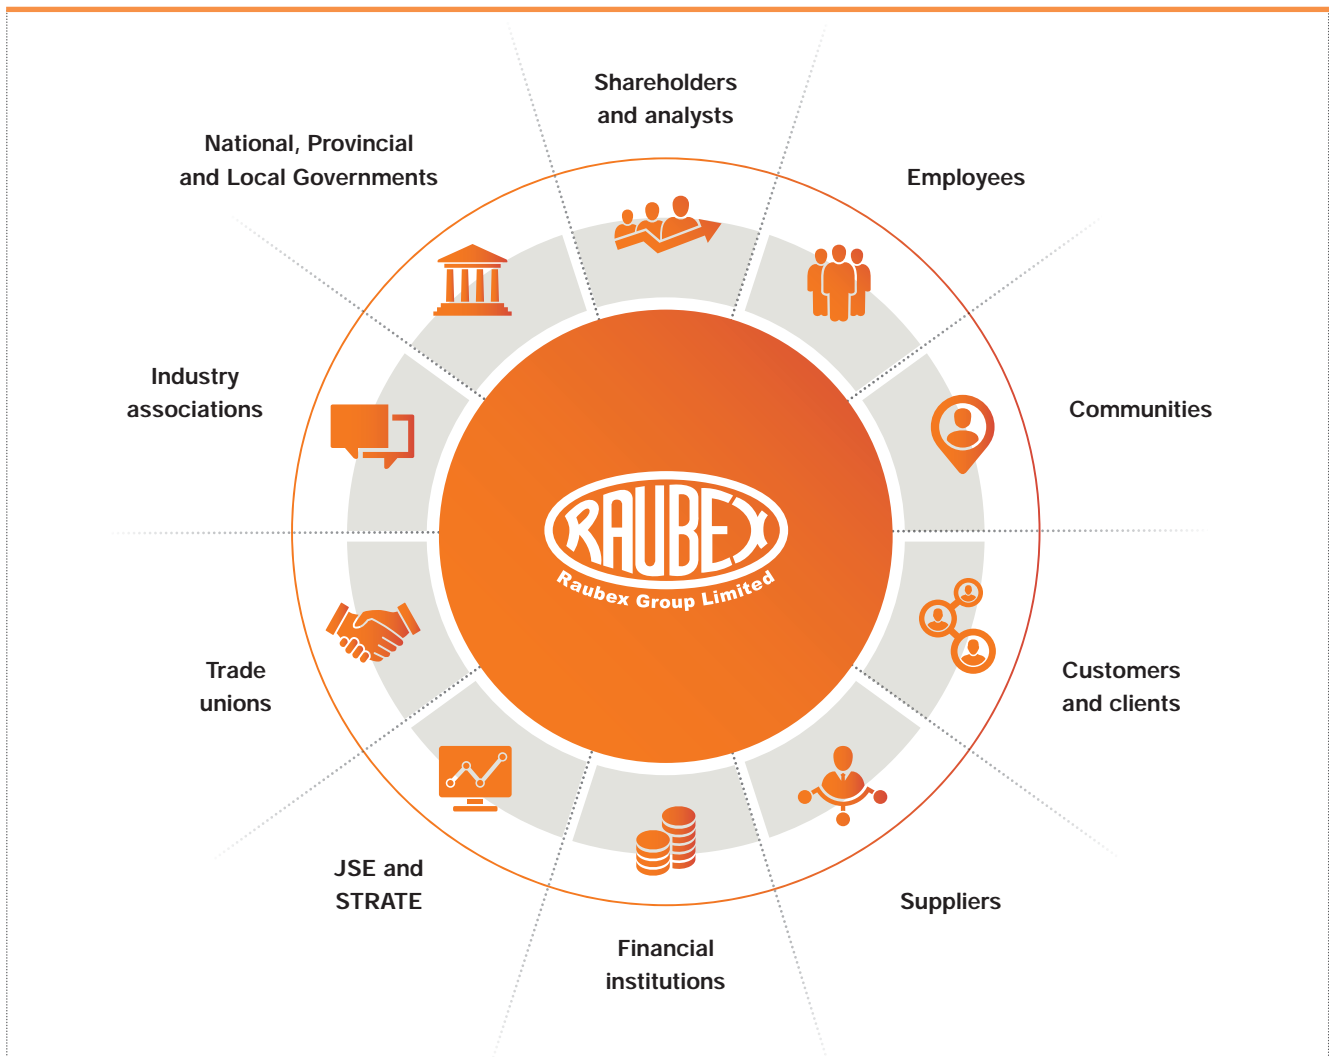 Shareholders
and analysts
National, Provincial
and Local Governments
Employees
Industry
associations
Communities
RAUBEX
Raubex Group Limited
Trade
unions
Customers
and clients
JSE and
STRATE
Suppliers
Financial
institutions